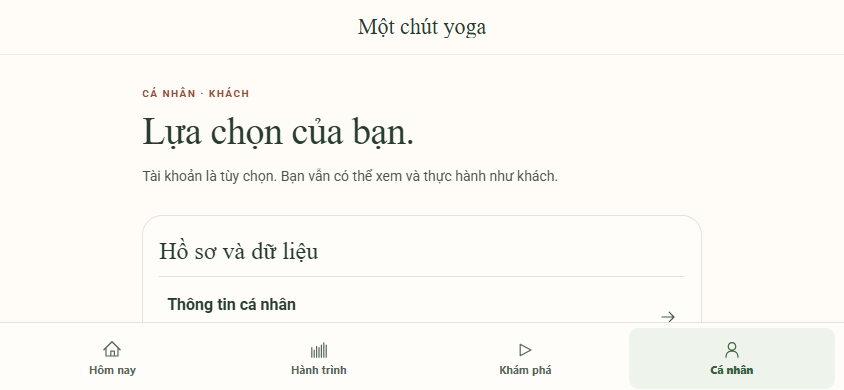 Một chút yoga
CÁ NHÂN · KHÁCH
Lựa chọn của bạn.
Tài khoản là tùy chọn. Bạn vẫn có thể xem và thực hành như khách.
Hồ sơ và dữ liệu
Thông tin cá nhân
Hôm nay
Hành trình
Khám phá
Cá nhân